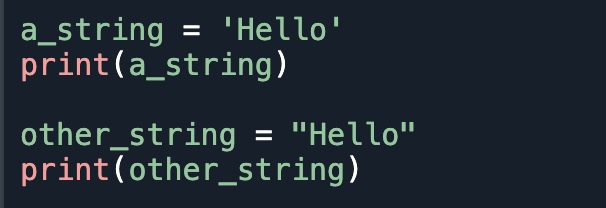 a_string = 'Hello'
print(a_string)
other_string = "Hello"
print(other_string)